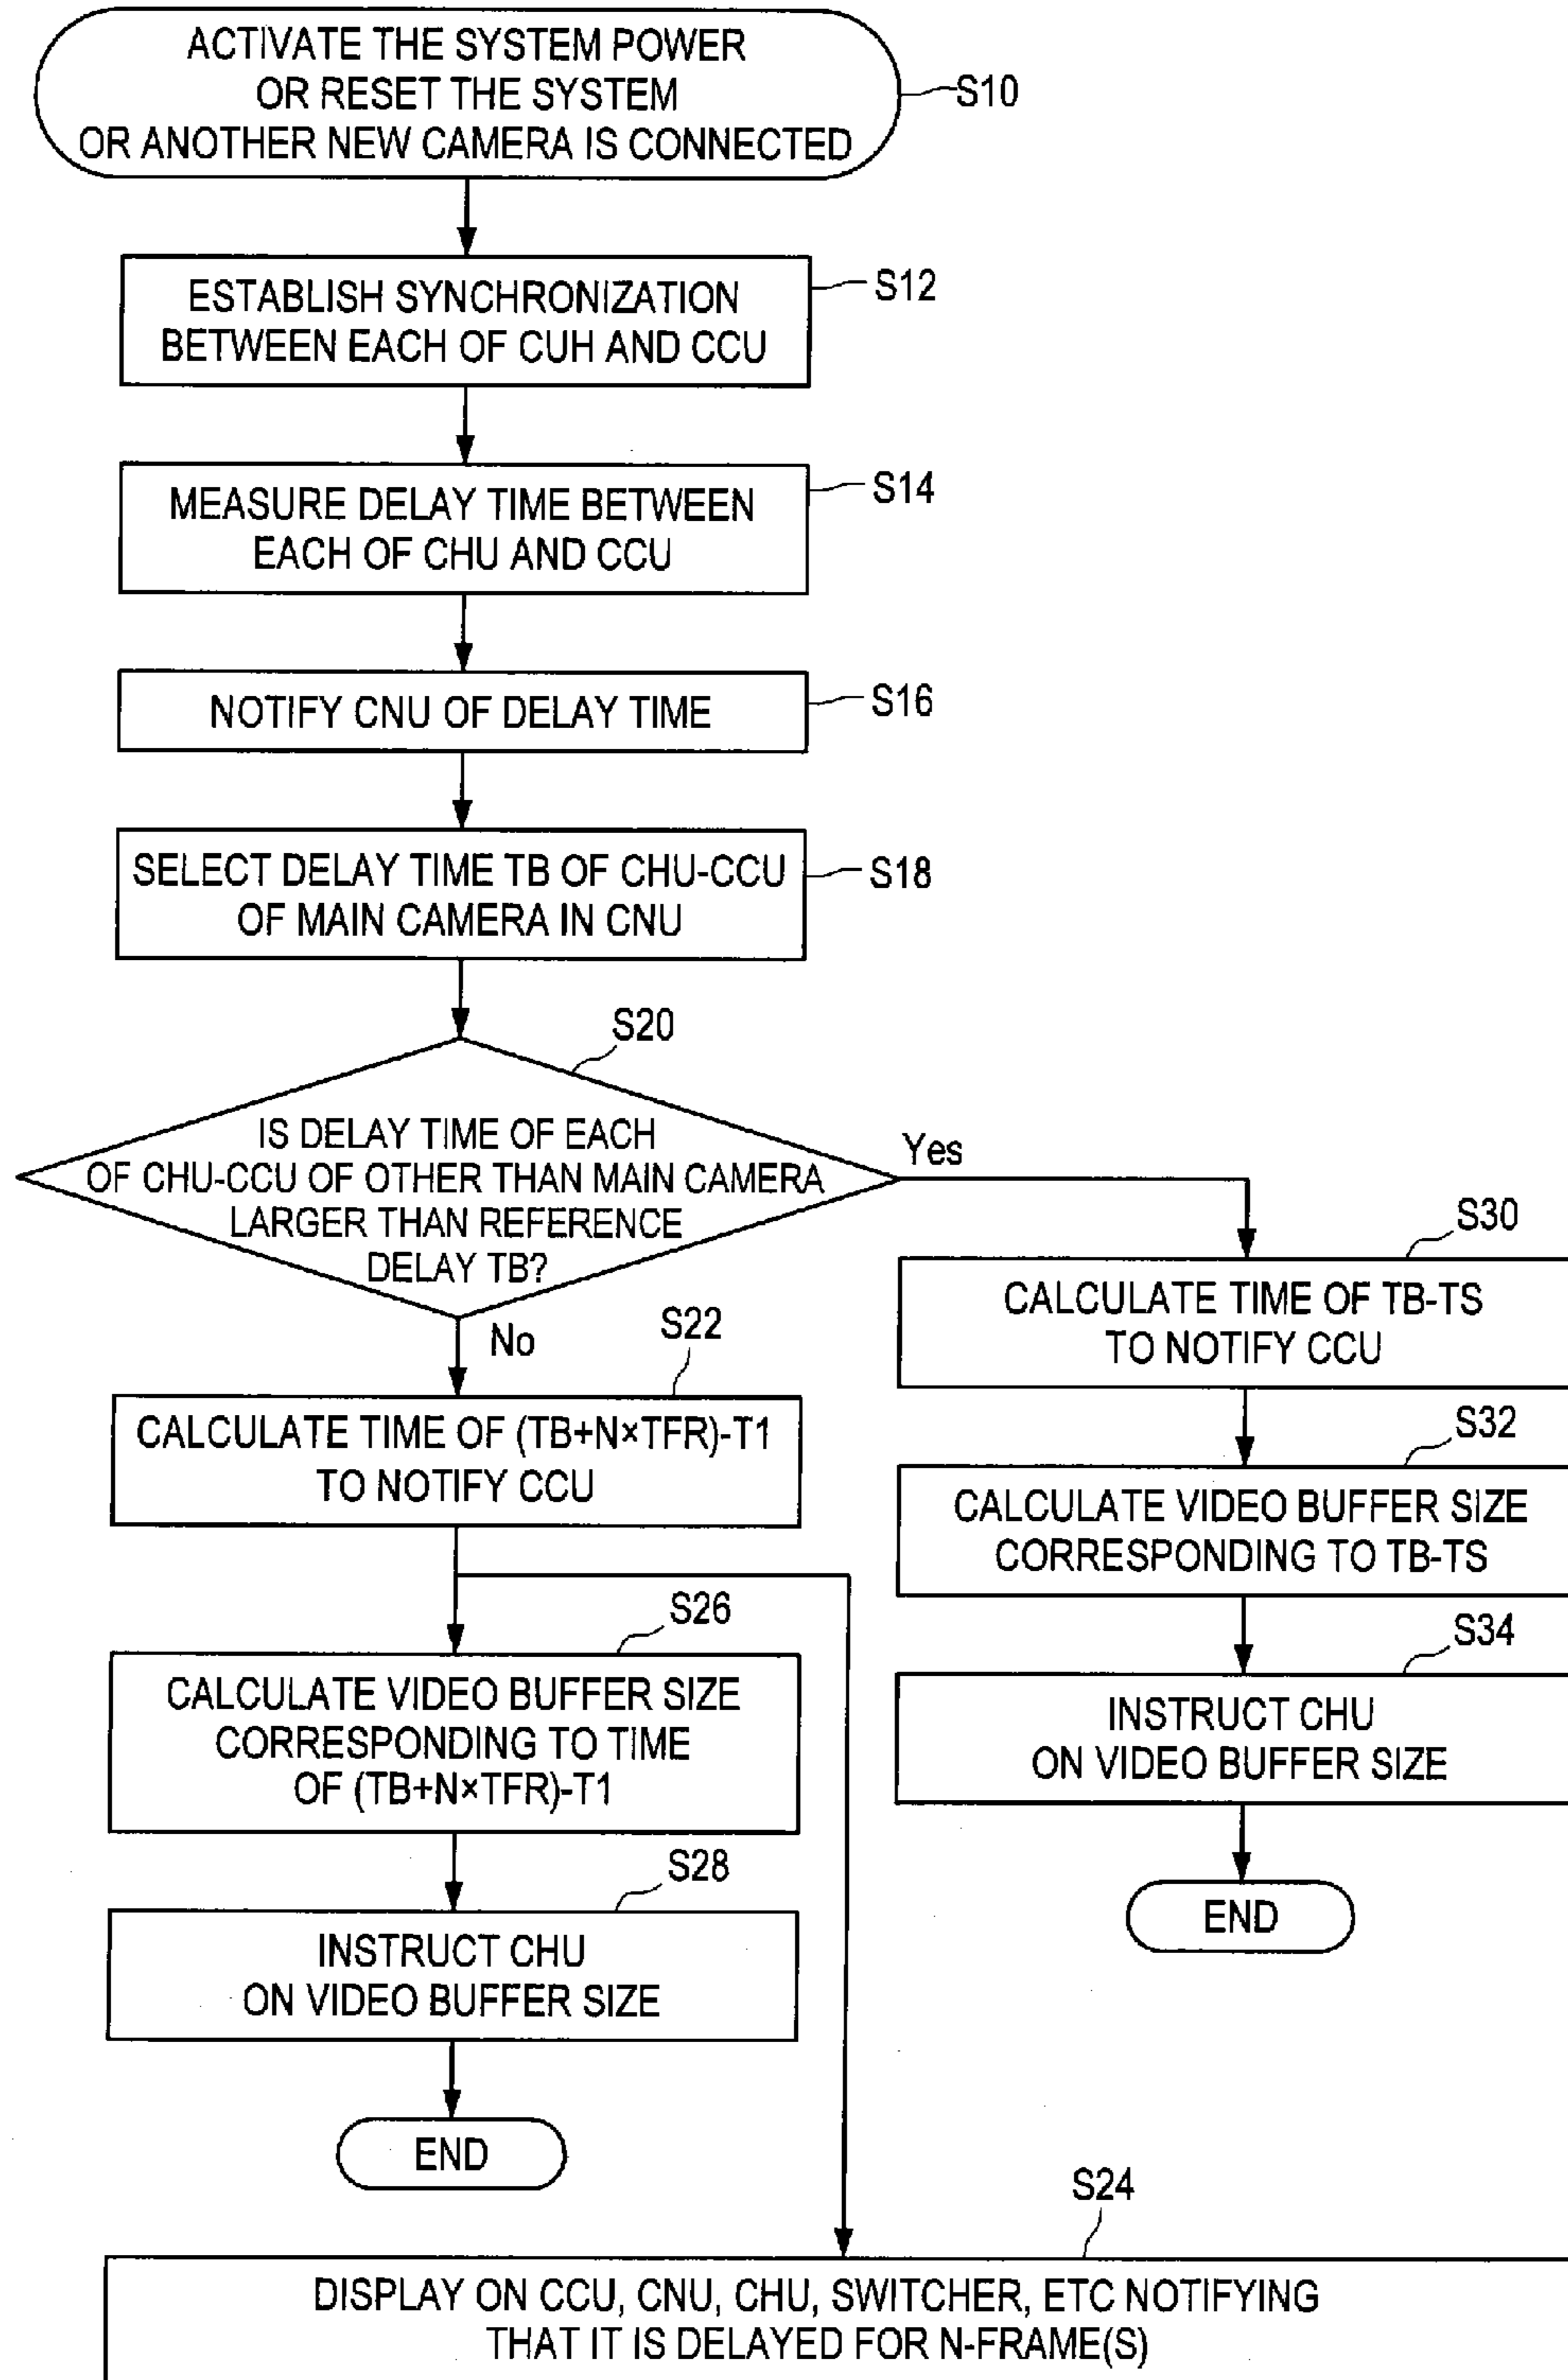 ACTIVATE THE SYSTEM POWER
OR RESET THE SYSTEM
OR ANOTHER NEW CAMERA IS CONNECTED
S10
ESTABLISH SYNCHRONIZATION
BETWEEN EACH OF CUH AND CCU
S12
MEASURE DELAY TIME BETWEEN
EACH OF CHU AND CCU
S14
NOTIFY CNU OF DELAY TIME
S16
SELECT DELAY TIME TB OF CHU-CCU
OF MAIN CAMERA IN CNU
S18
S20
IS DELAY TIME OF EACH
OF CHU-CCU OF OTHER THAN MAIN CAMERA
LARGER THAN REFERENCE
DELAY TB?
Yes
No
S22
CALCULATE TIME OF (TB+N×TFR)-T1
TO NOTIFY CCU
S26
CALCULATE VIDEO BUFFER SIZE
CORRESPONDING TO TIME
OF (TB+N×TFR)-T1
S28
INSTRUCT CHU
ON VIDEO BUFFER SIZE
END
S30
CALCULATE TIME OF TB-TS
TO NOTIFY CCU
S32
CALCULATE VIDEO BUFFER SIZE
CORRESPONDING TO TB-TS
S34
INSTRUCT CHU
ON VIDEO BUFFER SIZE
END
S24
DISPLAY ON CCU, CNU, CHU, SWITCHER, ETC NOTIFYING
THAT IT IS DELAYED FOR N-FRAME(S)